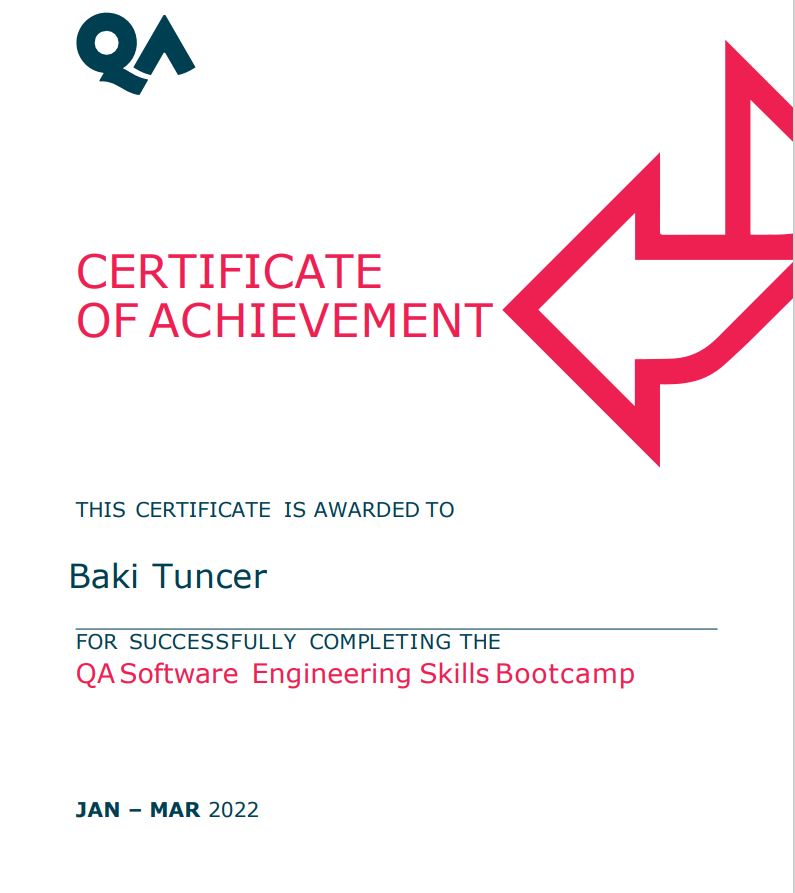 QA
CERTIFICATE
OF ACHIEVEMENT
THIS CERTIFICATE IS AWARDED TO
Baki Tuncer
FOR SUCCESSFULLY COMPLETING THE
QA Software Engineering Skills Bootcamp
JAN – MAR 2022